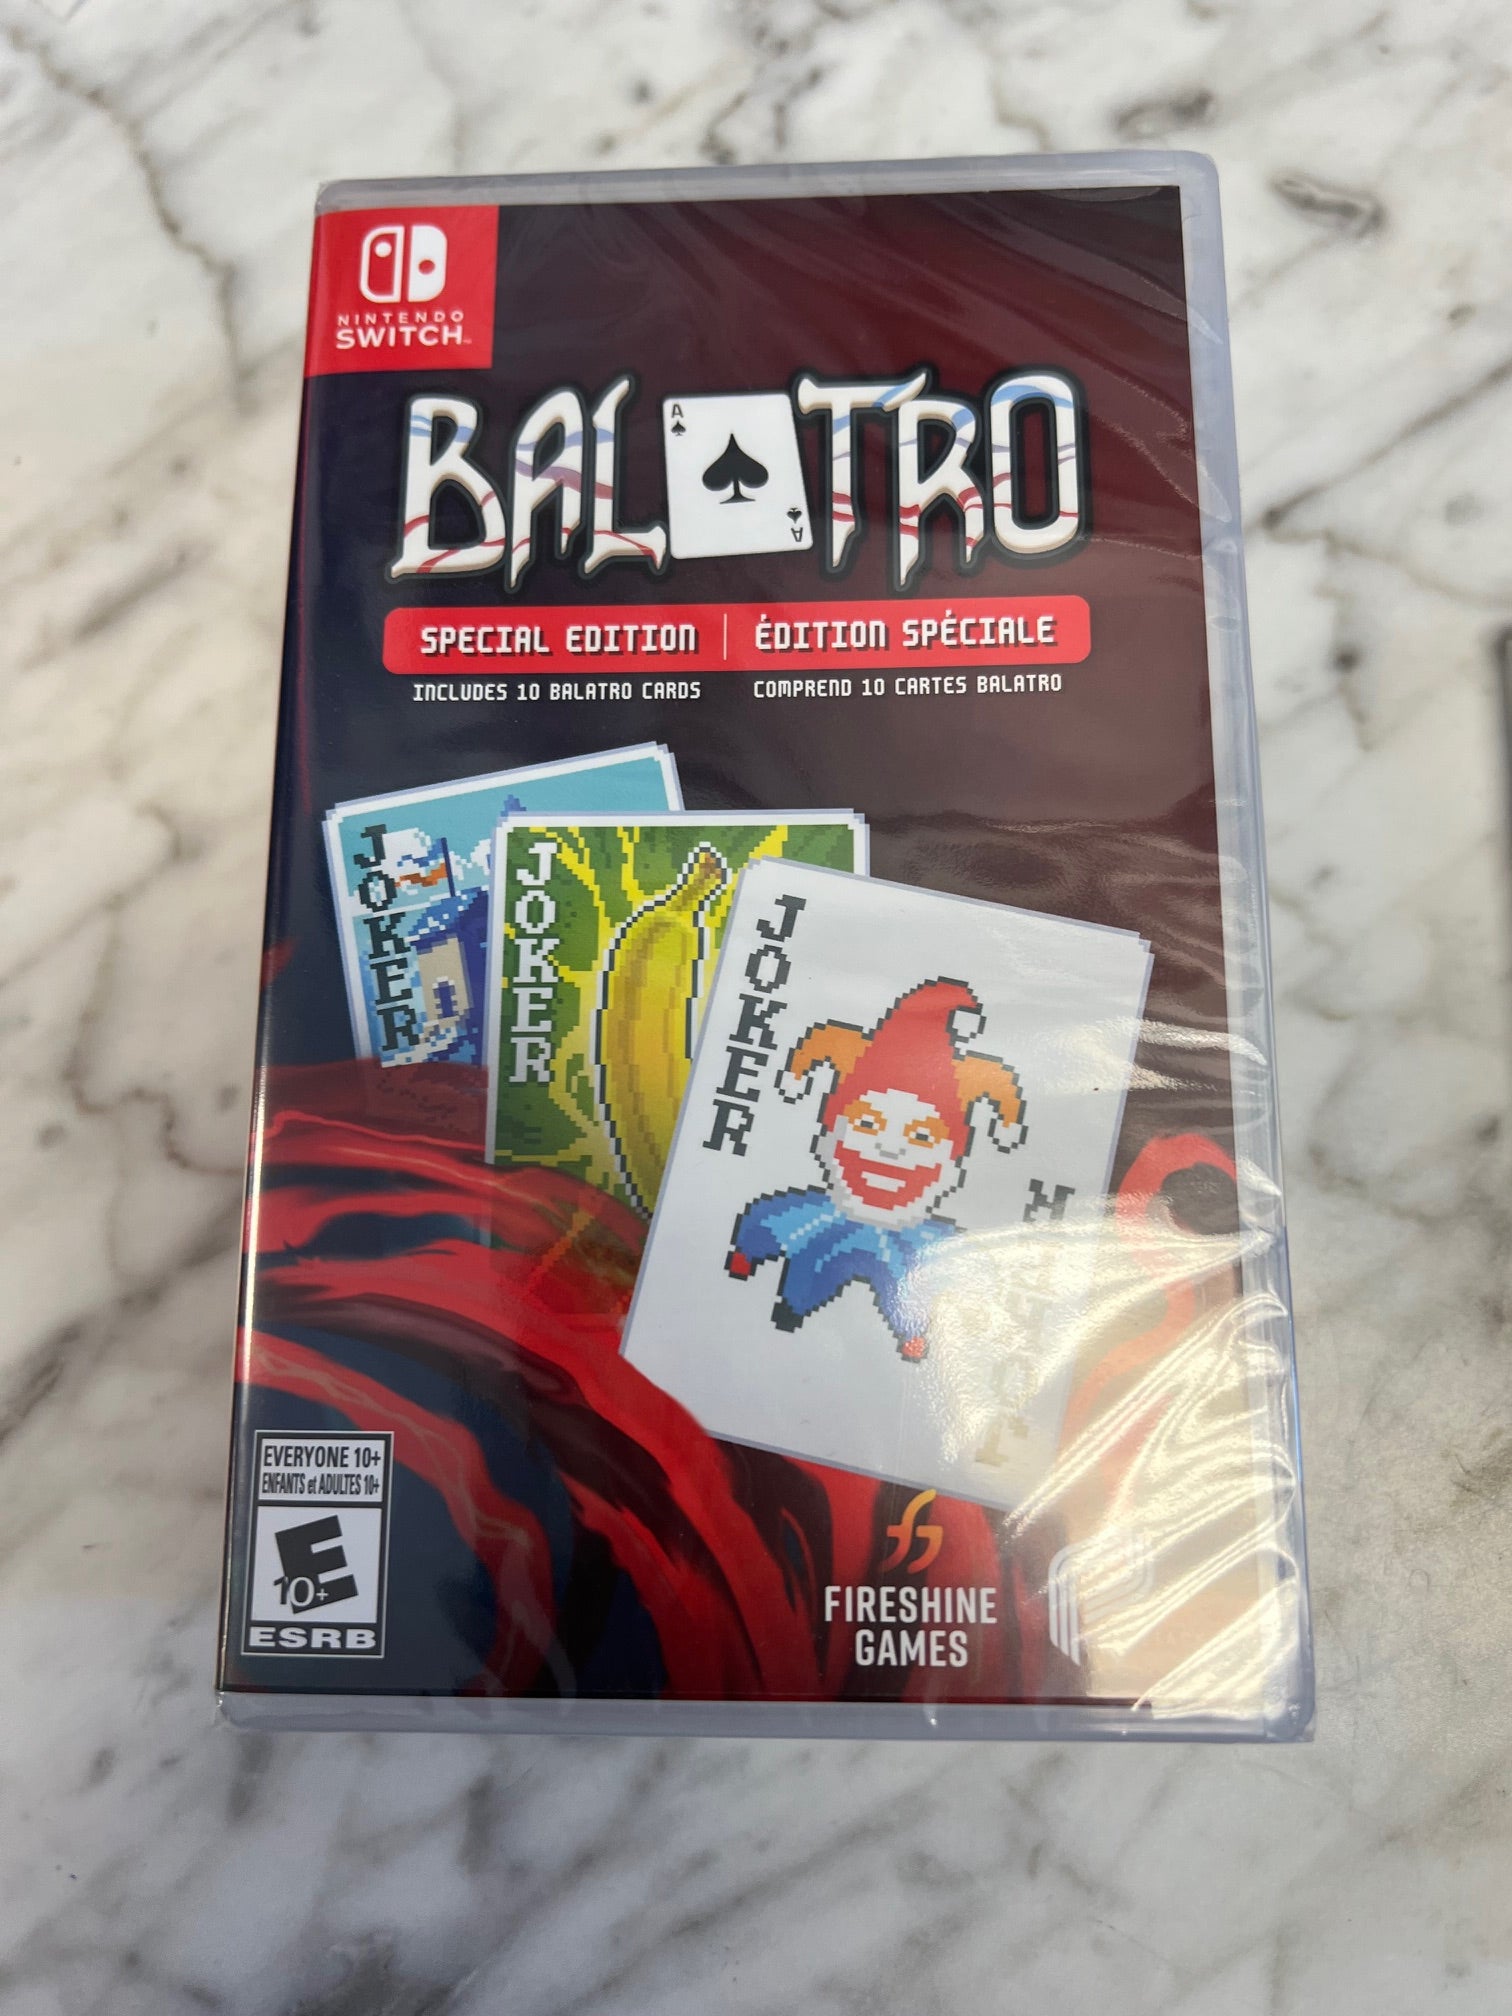 NINTENDO
SWITCH™
BALATRO
A
A
SPECIAL EDITION | ÉDITION SPÉCIALE
INCLUDES 10 BALATRO CARDS COMPREND 10 CARTES BALATRO
JOKER
JOKER
JOKER
EVERYONE 10+
ENFANTS et ADULTES 10+
E
10+
ESRB
FIRESHINE
GAMES